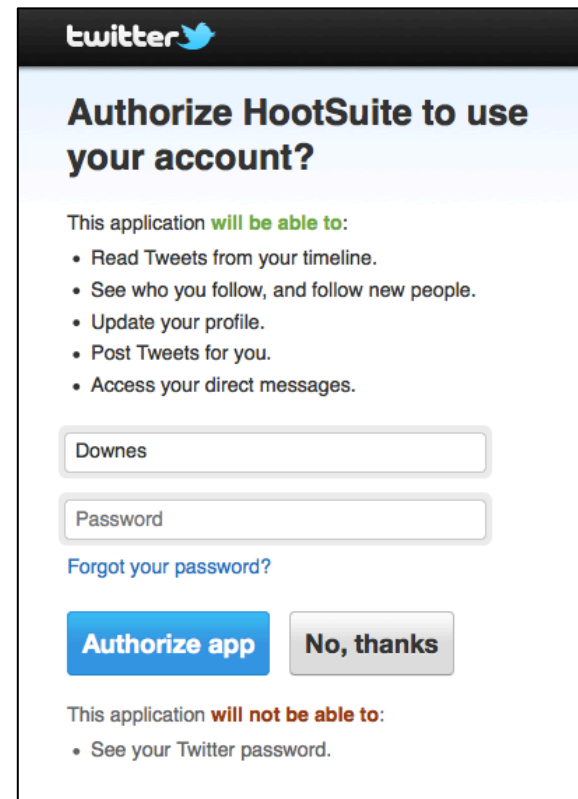 twitter
Authorize HootSuite to use
your account?
This application will be able to:
• Read Tweets from your timeline.
• See who you follow, and follow new people.
• Update your profile.
• Post Tweets for you.
• Access your direct messages.
Downes
Password
Forgot your password?
Authorize app No, thanks
This application will not be able to:
• See your Twitter password.